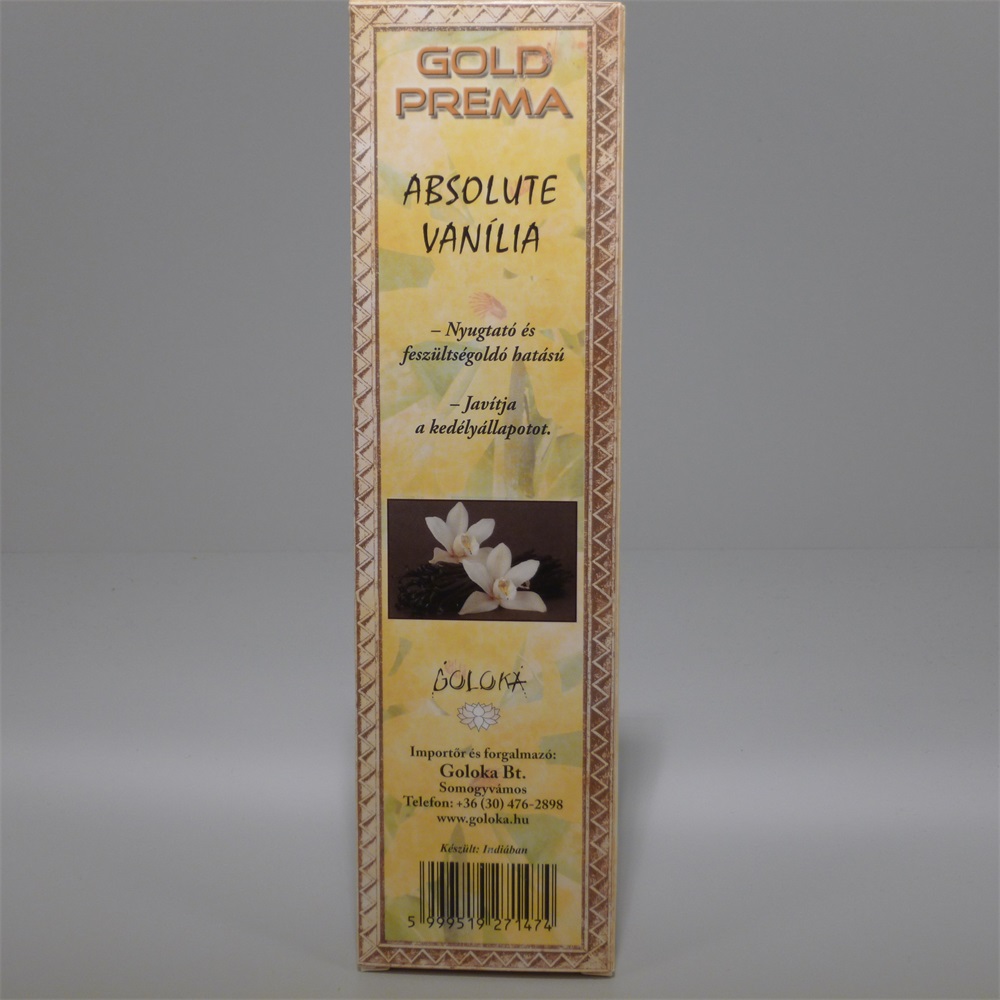 GOLD
PREMA
ABSOLUTE
VANÍLIA
– Nyugtató és
feszültségoldó hatású
– Javítja
a kedélyállapotot.
GOLOKA
Importőr és forgalmazó:
Goloka Bt.
Somogyvámos
Telefon: +36 (30) 476-2898
www.goloka.hu
Készült: Indiában
5 999519 271474